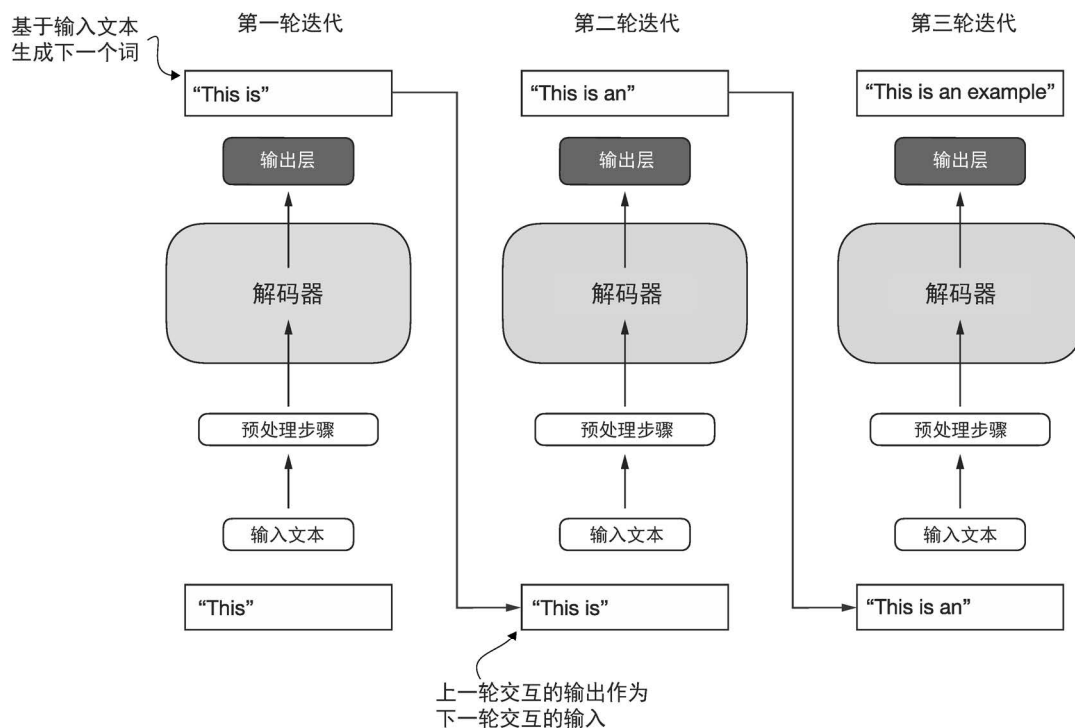 基于输入文本
生成下一个词
第一轮迭代
第二轮迭代
第三轮迭代
“This is”
“This is an”
“This is an example”
输出层
输出层
输出层
解码器
解码器
解码器
预处理步骤
预处理步骤
预处理步骤
输入文本
输入文本
输入文本
“This”
“This is”
“This is an”
上一轮交互的输出作为
下一轮交互的输入